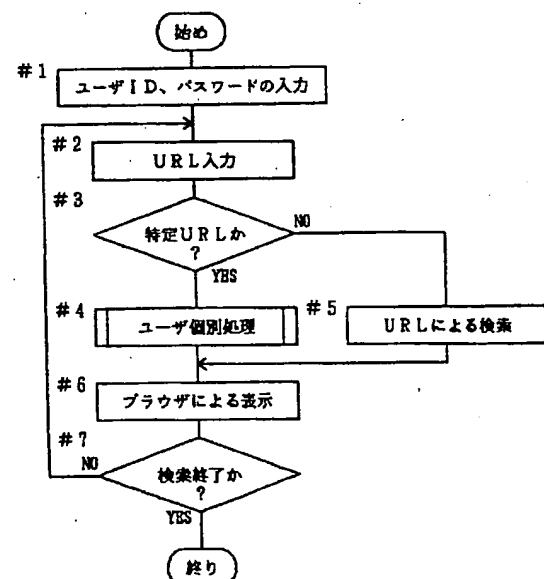 始め
#1
ユーザID、パスワードの入力
#2
URL入力
#3
特定URLか
?
NO
YES
#4
ユーザ個別処理
#5
URLによる検索
#6
ブラウザによる表示
#7
NO
検索終了か
?
YES
終り